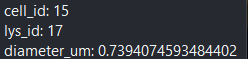 cell_id: 15
lys_id: 17
diameter_um: 0.7394074593484402